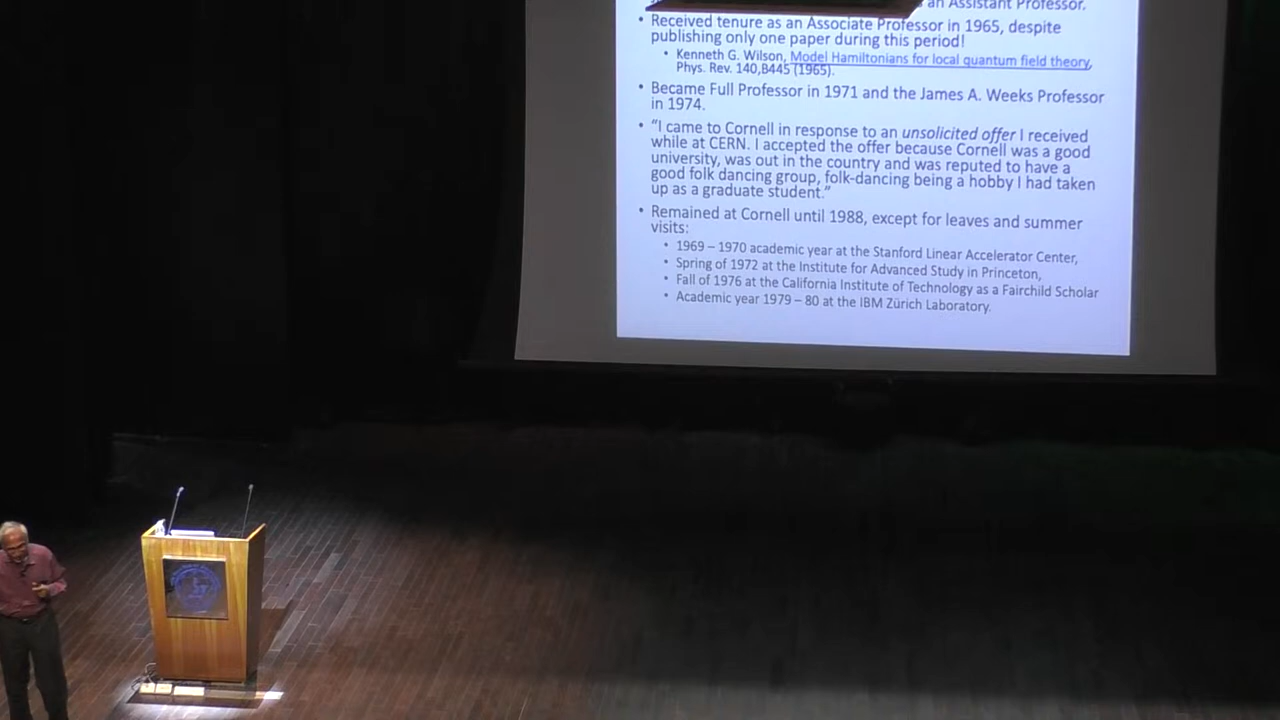 an Assistant Professor.
• Received tenure as an Associate Professor in 1965, despite
publishing only one paper during this period!
• Kenneth G. Wilson, Model Hamiltonians for local quantum field theory,
Phys. Rev. 140,B445 (1965).
• Became Full Professor in 1971 and the James A. Weeks Professor
in 1974.
• “I came to Cornell in response to an unsolicited offer I received
while at CERN. I accepted the offer because Cornell was a good
university, was out in the country and was reputed to have a
good folk dancing group, folk-dancing being a hobby I had taken
up as a graduate student.”
• Remained at Cornell until 1988, except for leaves and summer
visits:
• 1969 – 1970 academic year at the Stanford Linear Accelerator Center,
• Spring of 1972 at the Institute for Advanced Study in Princeton,
• Fall of 1976 at the California Institute of Technology as a Fairchild Scholar
• Academic year 1979 – 80 at the IBM Zürich Laboratory.